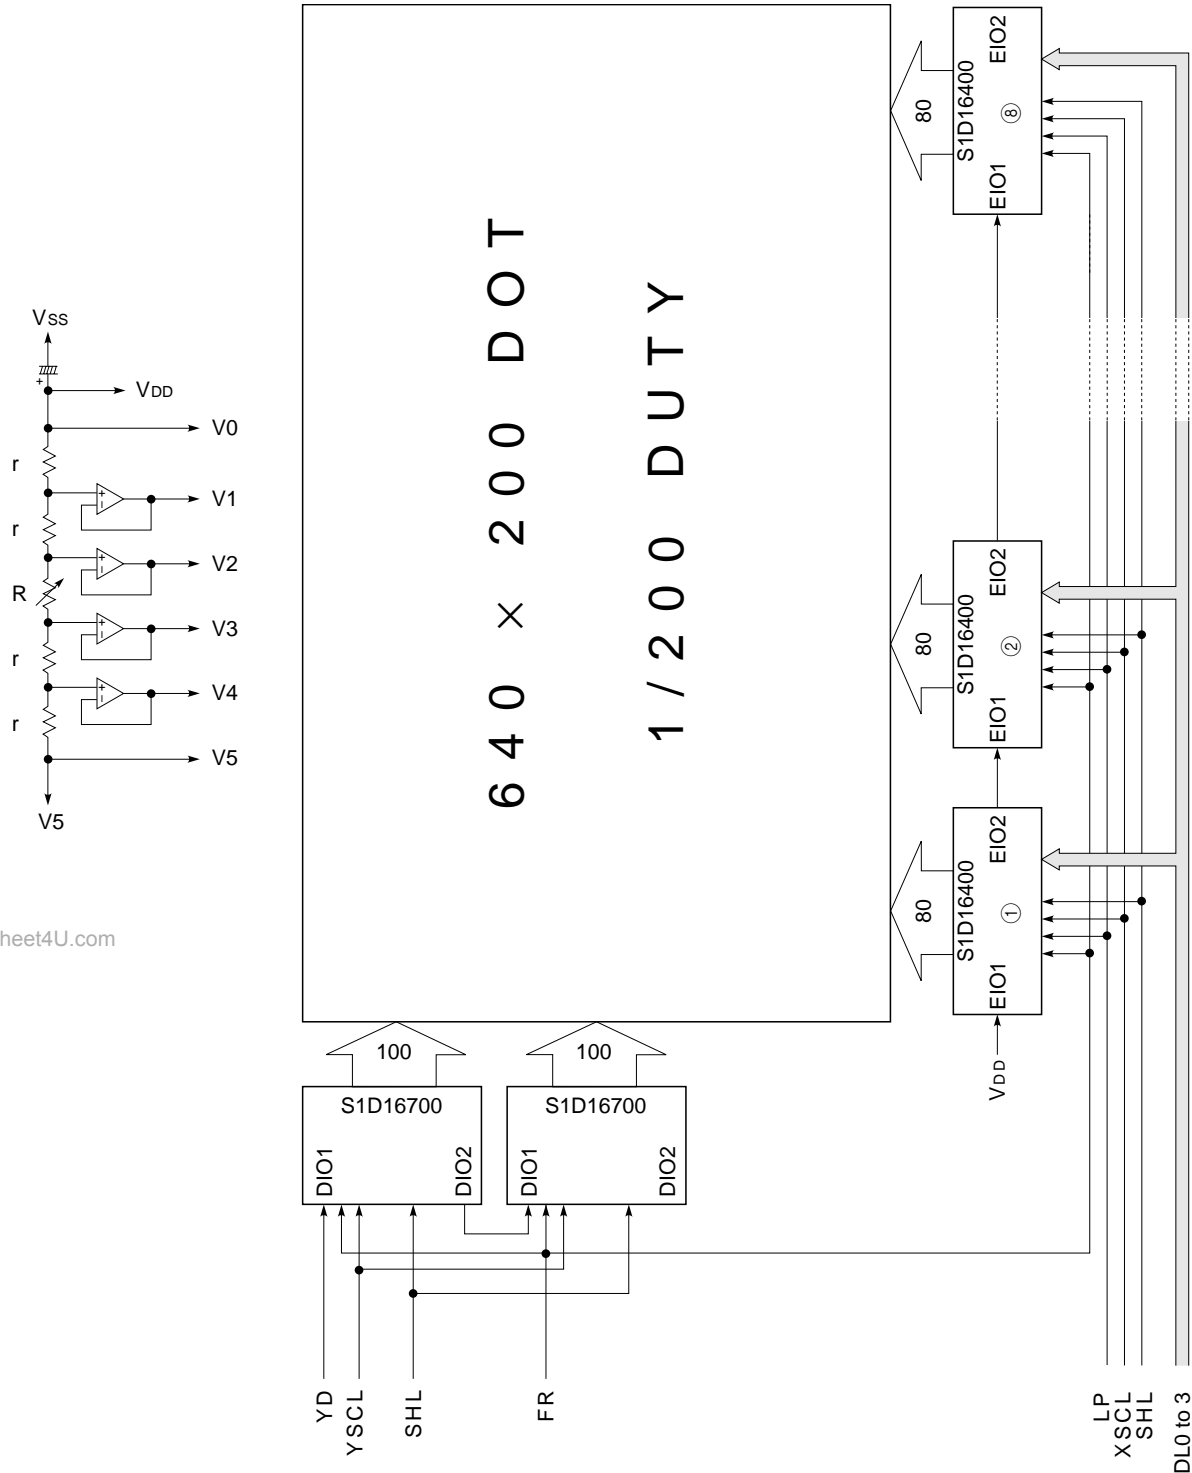 VSS
+
VDD
V0
r
+
–
V1
r
+
–
V2
R
+
–
V3
r
+
–
V4
r
V5
V5
640 × 200 DOT
1/200 DUTY
80
S1D16400
EIO1
⑧
EIO2
80
S1D16400
EIO1
②
EIO2
80
S1D16400
EIO1
①
EIO2
VDD
heet4U.com
100
S1D16700
DIO1
DIO2
100
S1D16700
DIO1
DIO2
YD
YSCL
SHL
FR
LP
XSCL
SHL
DL0 to 3